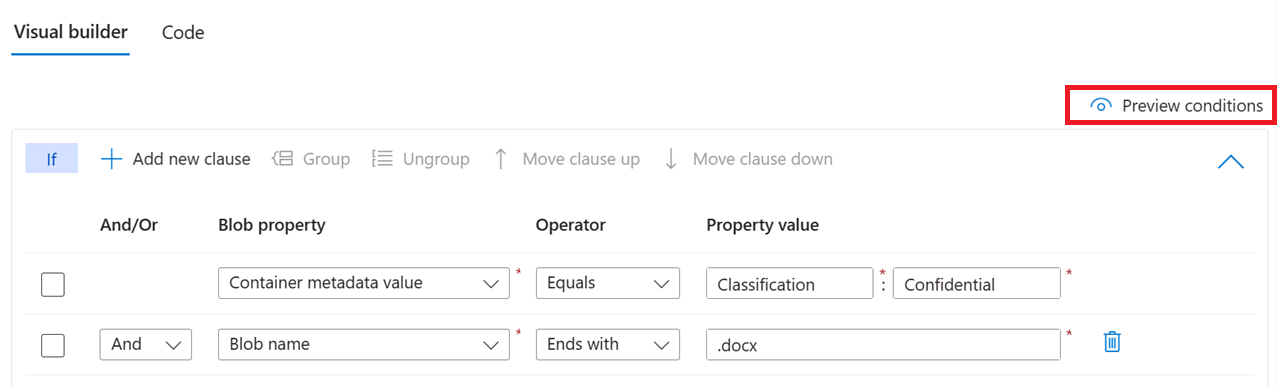 Visual builder Code
Preview conditions
If Add new clause Group Ungroup Move clause up Move clause down
And/Or Blob property Operator Property value
Container metadata value * Equals Classification * : Confidential *
And Blob name * Ends with .docx *